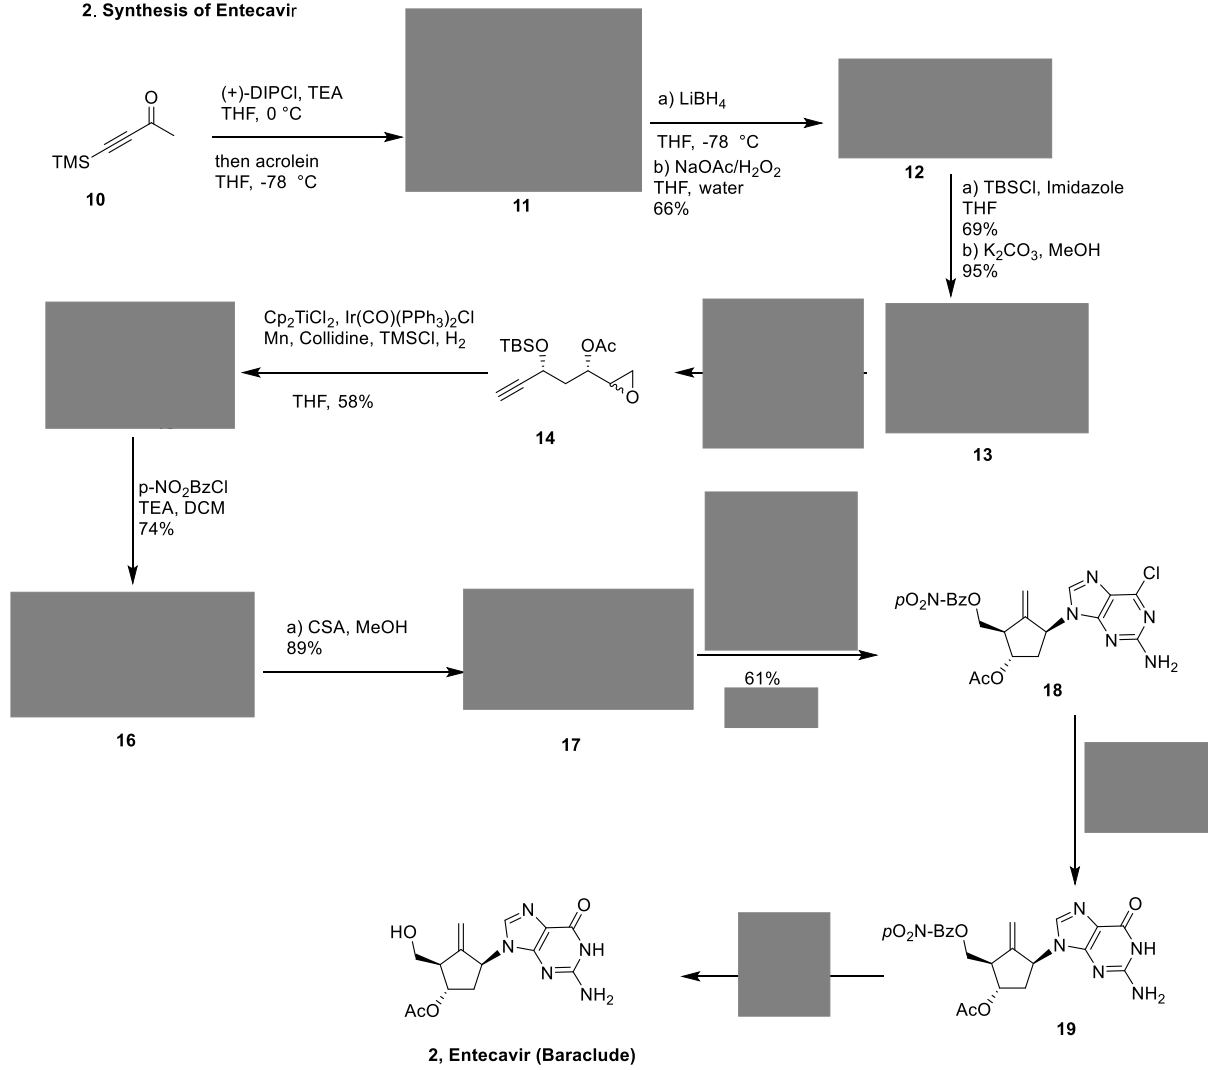 2. Synthesis of Entecavir
O
TMS
10
(+)-DIPCl, TEA
THF, 0 °C
then acrolein
THF, -78 °C
11
a) LiBH4
THF, -78 °C
b) NaOAc/H2O2
THF, water
66%
12
a) TBSCl, Imidazole
THF
69%
b) K2CO3, MeOH
95%
13
TBSO
OAc
O
14
Cp2TiCl2, Ir(CO)(PPh3)2Cl
Mn, Collidine, TMSCl, H2
THF, 58%
p-NO2BzCl
TEA, DCM
74%
16
a) CSA, MeOH
89%
17
61%
pO2N-BzO
AcO
N
N
N
N
Cl
NH2
18
pO2N-BzO
AcO
N
N
N
O
NH
NH2
19
HO
AcO
N
N
N
O
NH
NH2
2, Entecavir (Baraclude)